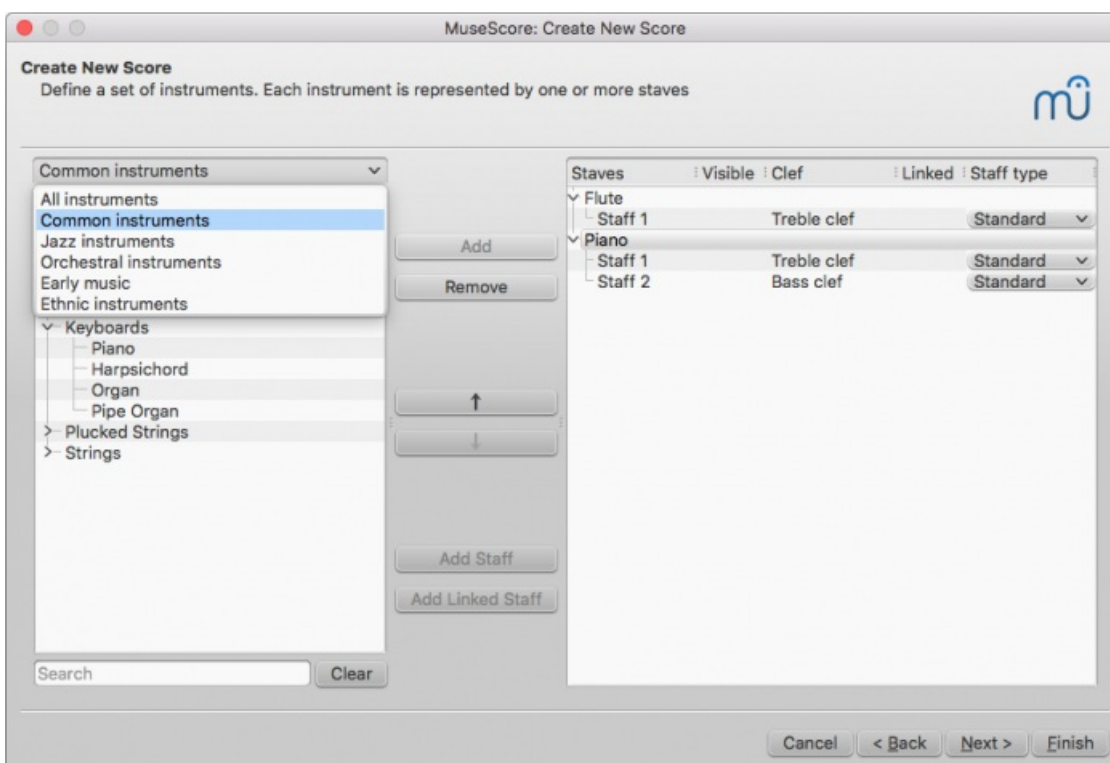 MuseScore: Create New Score
Create New Score
Define a set of instruments. Each instrument is represented by one or more staves
mû
Common instruments
All instruments
Common instruments
Jazz instruments
Orchestral instruments
Early music
Ethnic instruments
Keyboards
Piano
Harpsichord
Organ
Pipe Organ
Plucked Strings
Strings
Search Clear
Add
Remove
↑
↓
Add Staff
Add Linked Staff
Staves Visible Clef Linked Staff type
Flute
Staff 1 Treble clef Standard
Piano
Staff 1 Treble clef Standard
Staff 2 Bass clef Standard
Cancel < Back Next > Finish